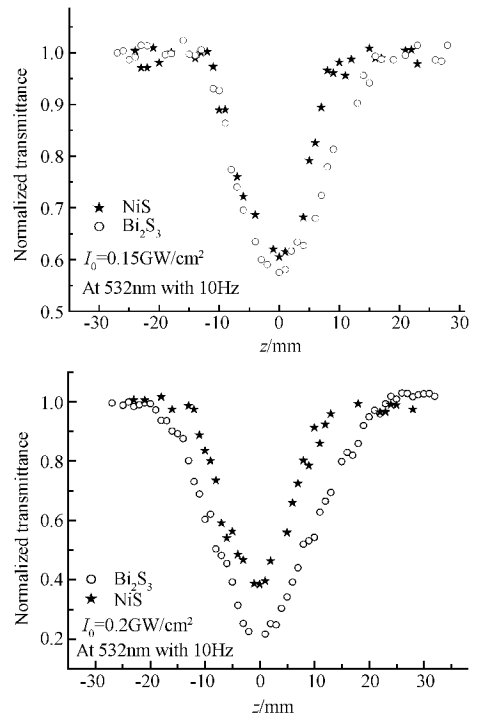 1.0
0.9
0.8
0.7
0.6
0.5
Normalized transmittance
★ NiS
○ Bi₂S₃
I₀=0.15GW/cm²
At 532nm with 10Hz
-30 -20 -10 0 10 20 30
z/mm
1.0
0.8
0.6
0.4
0.2
Normalized transmittance
○ Bi₂S₃
★ NiS
I₀=0.2GW/cm²
At 532nm with 10Hz
-30 -20 -10 0 10 20 30
z/mm